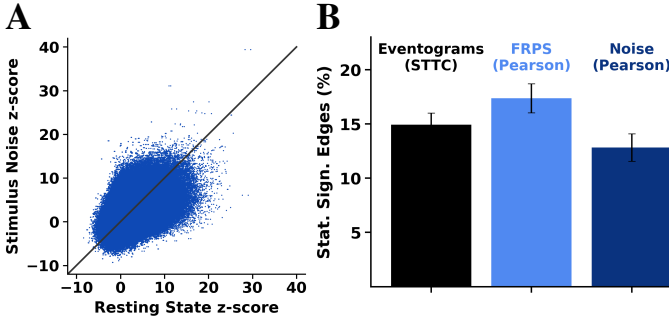 A
Stimulus Noise z-score
40
30
20
10
0
−10
−10 0 10 20 30 40
Resting State z-score
B
Stat. Sign. Edges (%)
20
15
10
5
Eventograms
(STTC)
FRPS
(Pearson)
Noise
(Pearson)